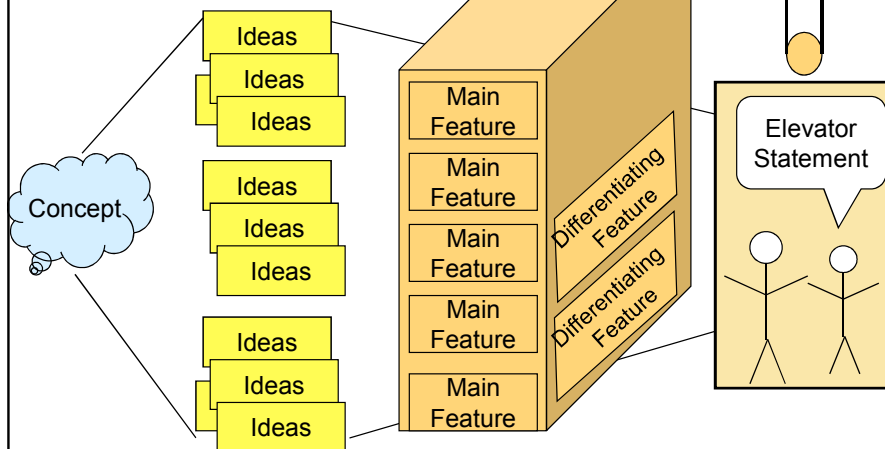 Concept
Ideas
Ideas
Ideas
Ideas
Ideas
Ideas
Ideas
Ideas
Ideas
Main
Feature
Main
Feature
Main
Feature
Main
Feature
Main
Feature
Differentiating
Feature
Differentiating
Feature
Elevator
Statement